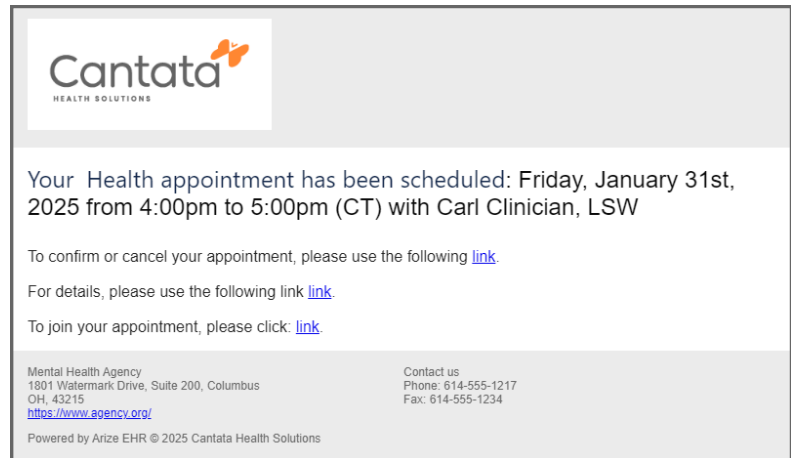 Cantata
HEALTH SOLUTIONS
Your  Health appointment has been scheduled: Friday, January 31st,
2025 from 4:00pm to 5:00pm (CT) with Carl Clinician, LSW
To confirm or cancel your appointment, please use the following link.
For details, please use the following link link.
To join your appointment, please click: link.
Mental Health Agency
1801 Watermark Drive, Suite 200, Columbus
OH, 43215
https://www.agency.org/
Contact us
Phone: 614-555-1217
Fax: 614-555-1234
Powered by Arize EHR © 2025 Cantata Health Solutions